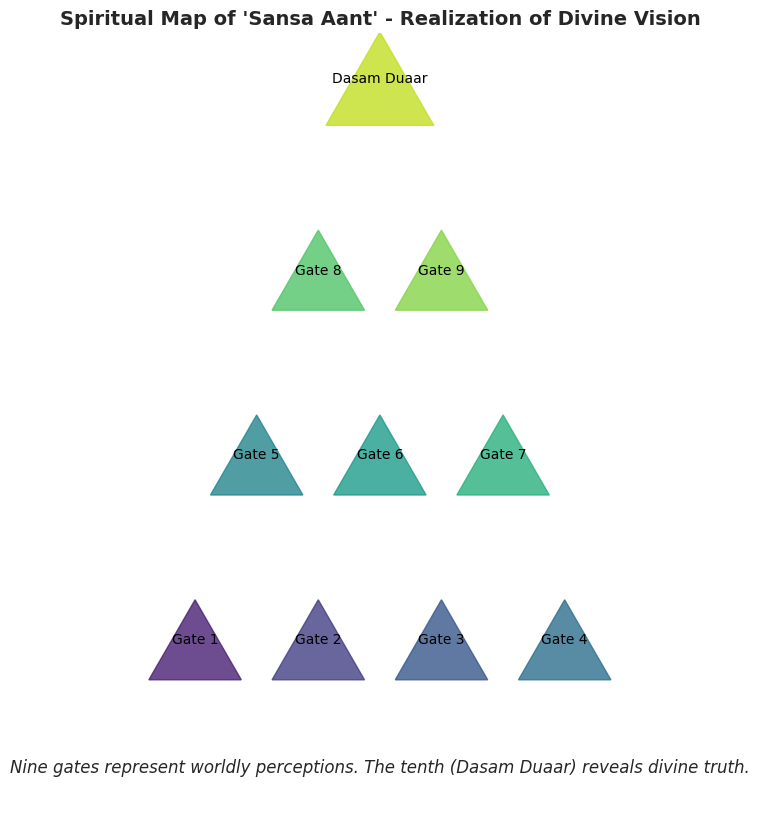 Spiritual Map of 'Sansa Aant' - Realization of Divine Vision
Dasam Duaar
Gate 8 Gate 9
Gate 5 Gate 6 Gate 7
Gate 1 Gate 2 Gate 3 Gate 4
Nine gates represent worldly perceptions. The tenth (Dasam Duaar) reveals divine truth.